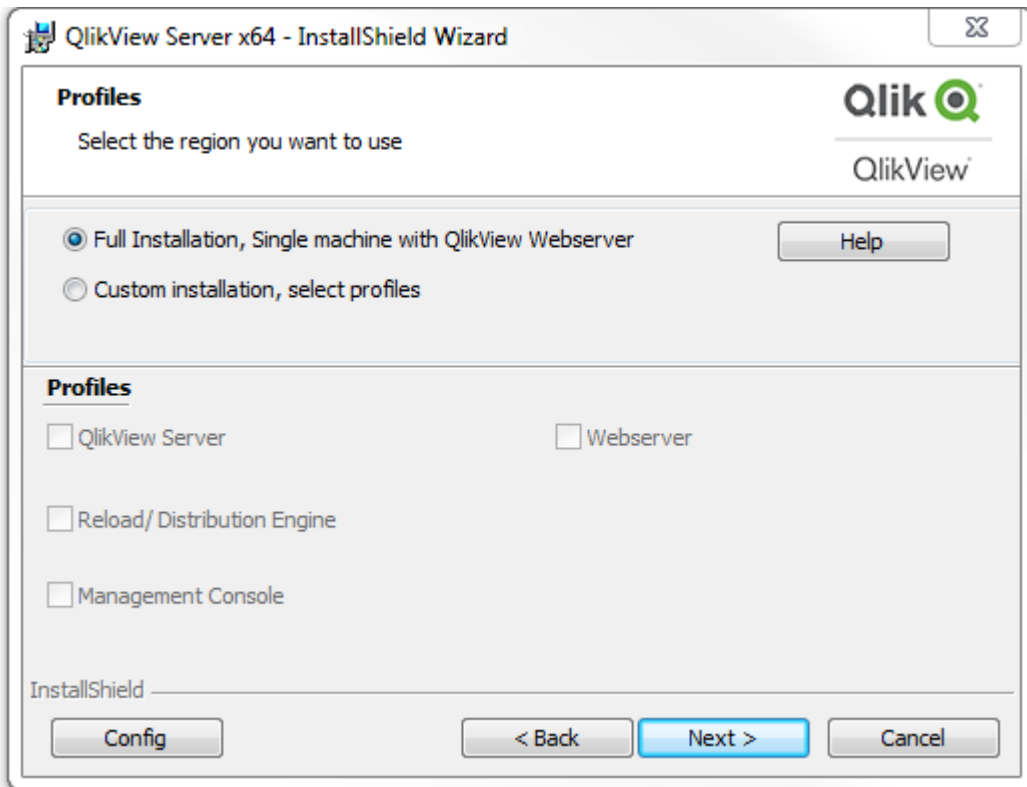 QlikView Server x64 - InstallShield Wizard
Profiles
Select the region you want to use
Qlik Q
QlikView
Full Installation, Single machine with QlikView Webserver
Help
Custom installation, select profiles
Profiles
QlikView Server
Webserver
Reload/ Distribution Engine
Management Console
InstallShield
Config
< Back
Next >
Cancel